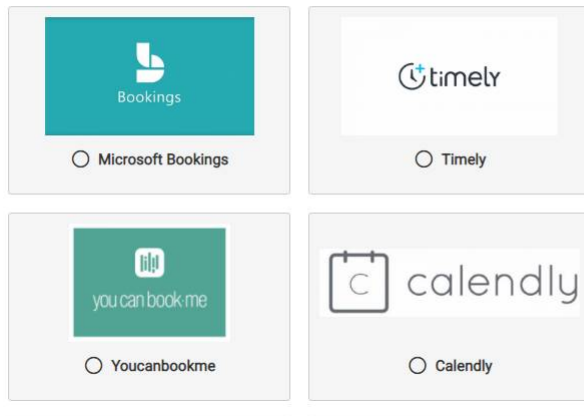 Bookings
timely
Microsoft Bookings
Timely
you can book·me
c calendly
Youcanbookme
Calendly